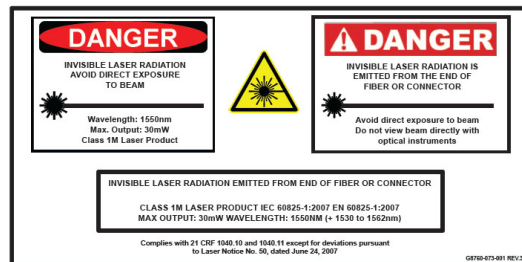 DANGER
INVISIBLE LASER RADIATION
AVOID DIRECT EXPOSURE
TO BEAM
Wavelength: 1550nm
Max. Output: 30mW
Class 1M Laser Product
DANGER
INVISIBLE LASER RADIATION IS
EMITTED FROM THE END OF
FIBER OR CONNECTOR
Avoid direct exposure to beam
Do not view beam directly with
optical instruments
INVISIBLE LASER RADIATION EMITTED FROM END OF FIBER OR CONNECTOR
CLASS 1M LASER PRODUCT IEC 60825-1:2007 EN 60825-1:2007
MAX OUTPUT: 30mW WAVELENGTH: 1550NM (+ 1530 to 1562nm)
Complies with 21 CRF 1040.10 and 1040.11 except for deviations pursuant
to Laser Notice No. 50, dated June 24, 2007